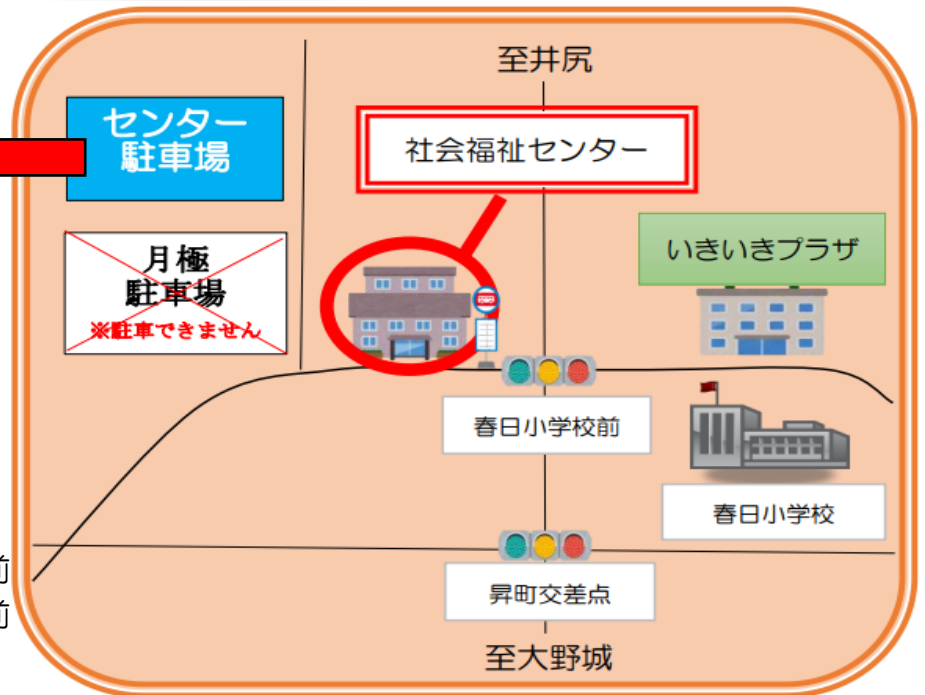 至井尻
センター
駐車場
社会福祉センター
月極
駐車場
※駐車できません
いきいきプラザ
春日小学校前
春日小学校
前
前
昇町交差点
至大野城